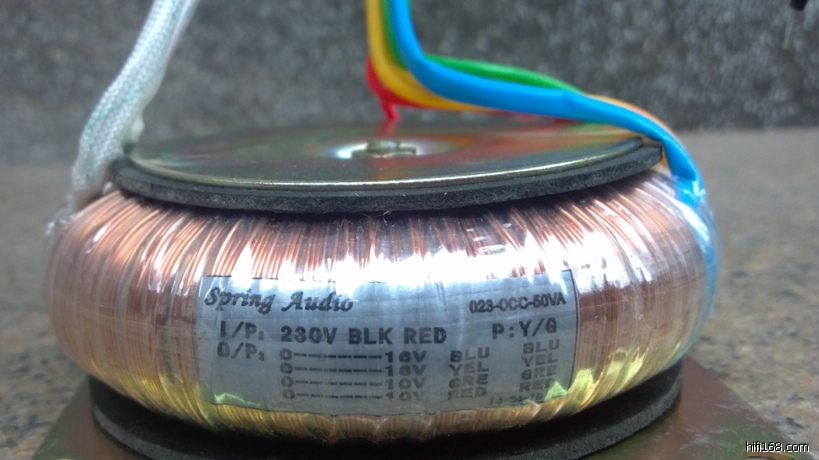 Spring Audio 023-OCC-50VA
I/P: 230V BLK RED P:Y/G
O/P: 0--------16V BLU BLU
0--------16V YEL YEL
0--------10V GRE GRE
0--------10V RED RED
hifi168.com